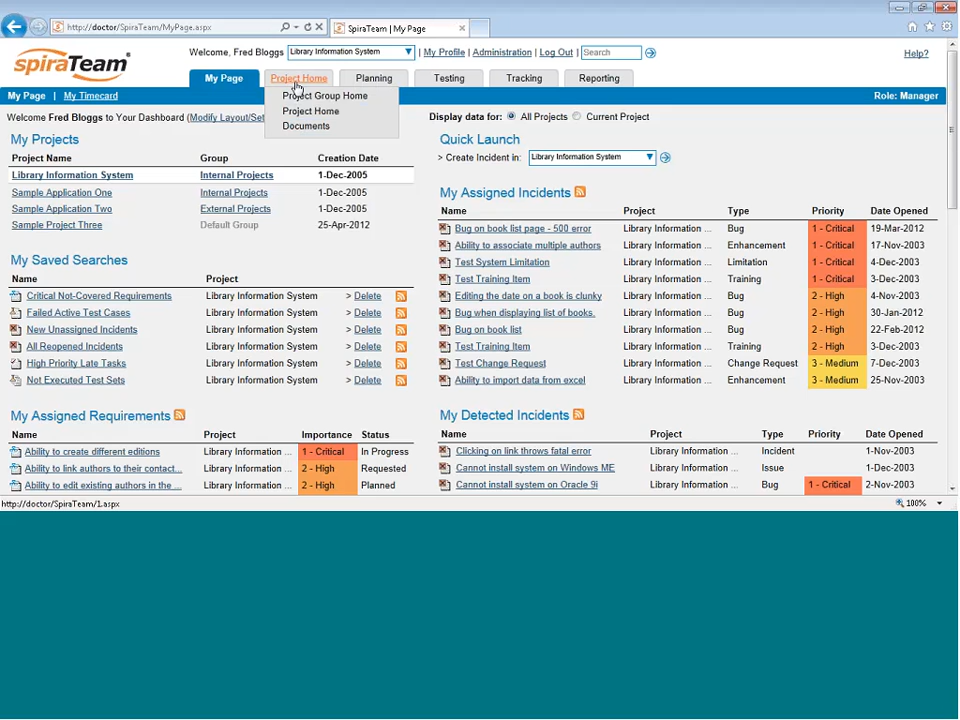 http://doctor/SpiraTeam/MyPage.aspx
SpiraTeam | My Page
spiraTeam
Welcome, Fred Bloggs Library Information System | My Profile | Administration | Log Out | Search
Help?
My Page Project Home Planning Testing Tracking Reporting
My Page | My Timecard
Role: Manager
Project Group Home
Project Home
Documents
Welcome Fred Bloggs to Your Dashboard (Modify Layout/Set
Display data for: All Projects Current Project
My Projects
Project Name Group Creation Date
Library Information System Internal Projects 1-Dec-2005
Sample Application One Internal Projects 1-Dec-2005
Sample Application Two External Projects 1-Dec-2005
Sample Project Three Default Group 25-Apr-2012
My Saved Searches
Name Project
Critical Not-Covered Requirements Library Information System > Delete
Failed Active Test Cases Library Information System > Delete
New Unassigned Incidents Library Information System > Delete
All Reopened Incidents Library Information System > Delete
High Priority Late Tasks Library Information System > Delete
Not Executed Test Sets Library Information System > Delete
My Assigned Requirements
Name Project Importance Status
Ability to create different editions Library Information ... 1 - Critical In Progress
Ability to link authors to their contact... Library Information ... 2 - High Requested
Ability to edit existing authors in the ... Library Information ... 2 - High Planned
Quick Launch
> Create Incident in: Library Information System
My Assigned Incidents
Name Project Type Priority Date Opened
Bug on book list page - 500 error Library Information ... Bug 1 - Critical 19-Mar-2012
Ability to associate multiple authors Library Information ... Enhancement 1 - Critical 17-Nov-2003
Test System Limitation Library Information ... Limitation 1 - Critical 4-Dec-2003
Test Training Item Library Information ... Training 1 - Critical 3-Dec-2003
Editing the date on a book is clunky Library Information ... Bug 2 - High 4-Nov-2003
Bug when displaying list of books. Library Information ... Bug 2 - High 30-Jan-2012
Bug on book list Library Information ... Bug 2 - High 22-Feb-2012
Test Training Item Library Information ... Training 2 - High 3-Dec-2003
Test Change Request Library Information ... Change Request 3 - Medium 7-Dec-2003
Ability to import data from excel Library Information ... Enhancement 3 - Medium 25-Nov-2003
My Detected Incidents
Name Project Type Priority Date Opened
Clicking on link throws fatal error Library Information ... Incident 1-Nov-2003
Cannot install system on Windows ME Library Information ... Issue 1-Dec-2003
Cannot install system on Oracle 9i Library Information ... Bug 1 - Critical 2-Nov-2003
http://doctor/SpiraTeam/1.aspx
100%